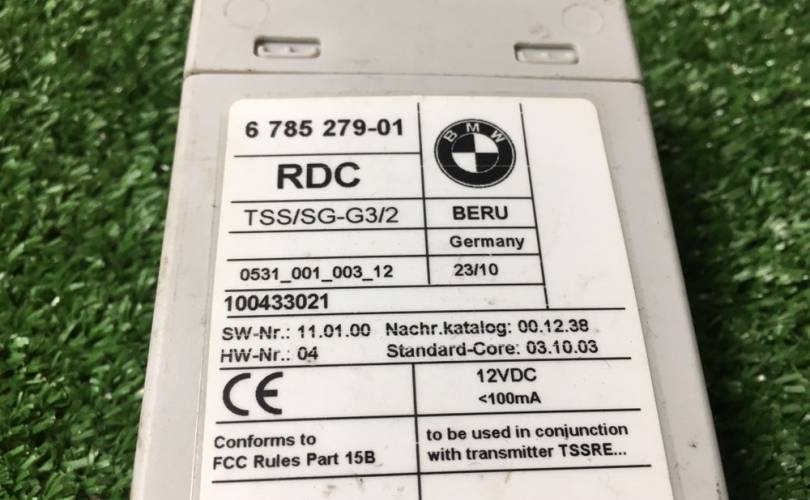 6 785 279-01
BMW
RDC
TSS/SG-G3/2
BERU
Germany
0531_001_003_12
23/10
100433021
SW-Nr.: 11.01.00 Nachr.katalog: 00.12.38
HW-Nr.: 04 Standard-Core: 03.10.03
CE
12VDC
<100mA
Conforms to
FCC Rules Part 15B
to be used in conjunction
with transmitter TSSRE...